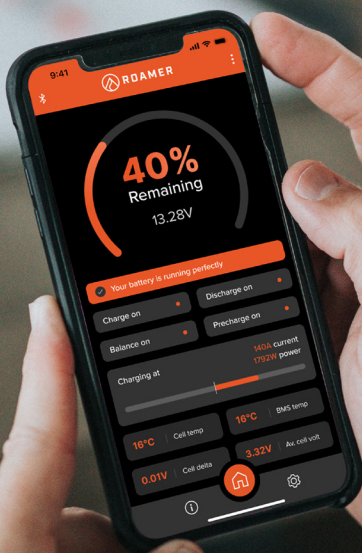 9:41
ROAMER
40%
Remaining
13.28V
Your battery is running perfectly
Charge on
Discharge on
Balance on
Precharge on
Charging at
140A current
1792W power
16°C Cell temp
16°C BMS temp
0.01V Cell delta
3.32V Av. cell volt